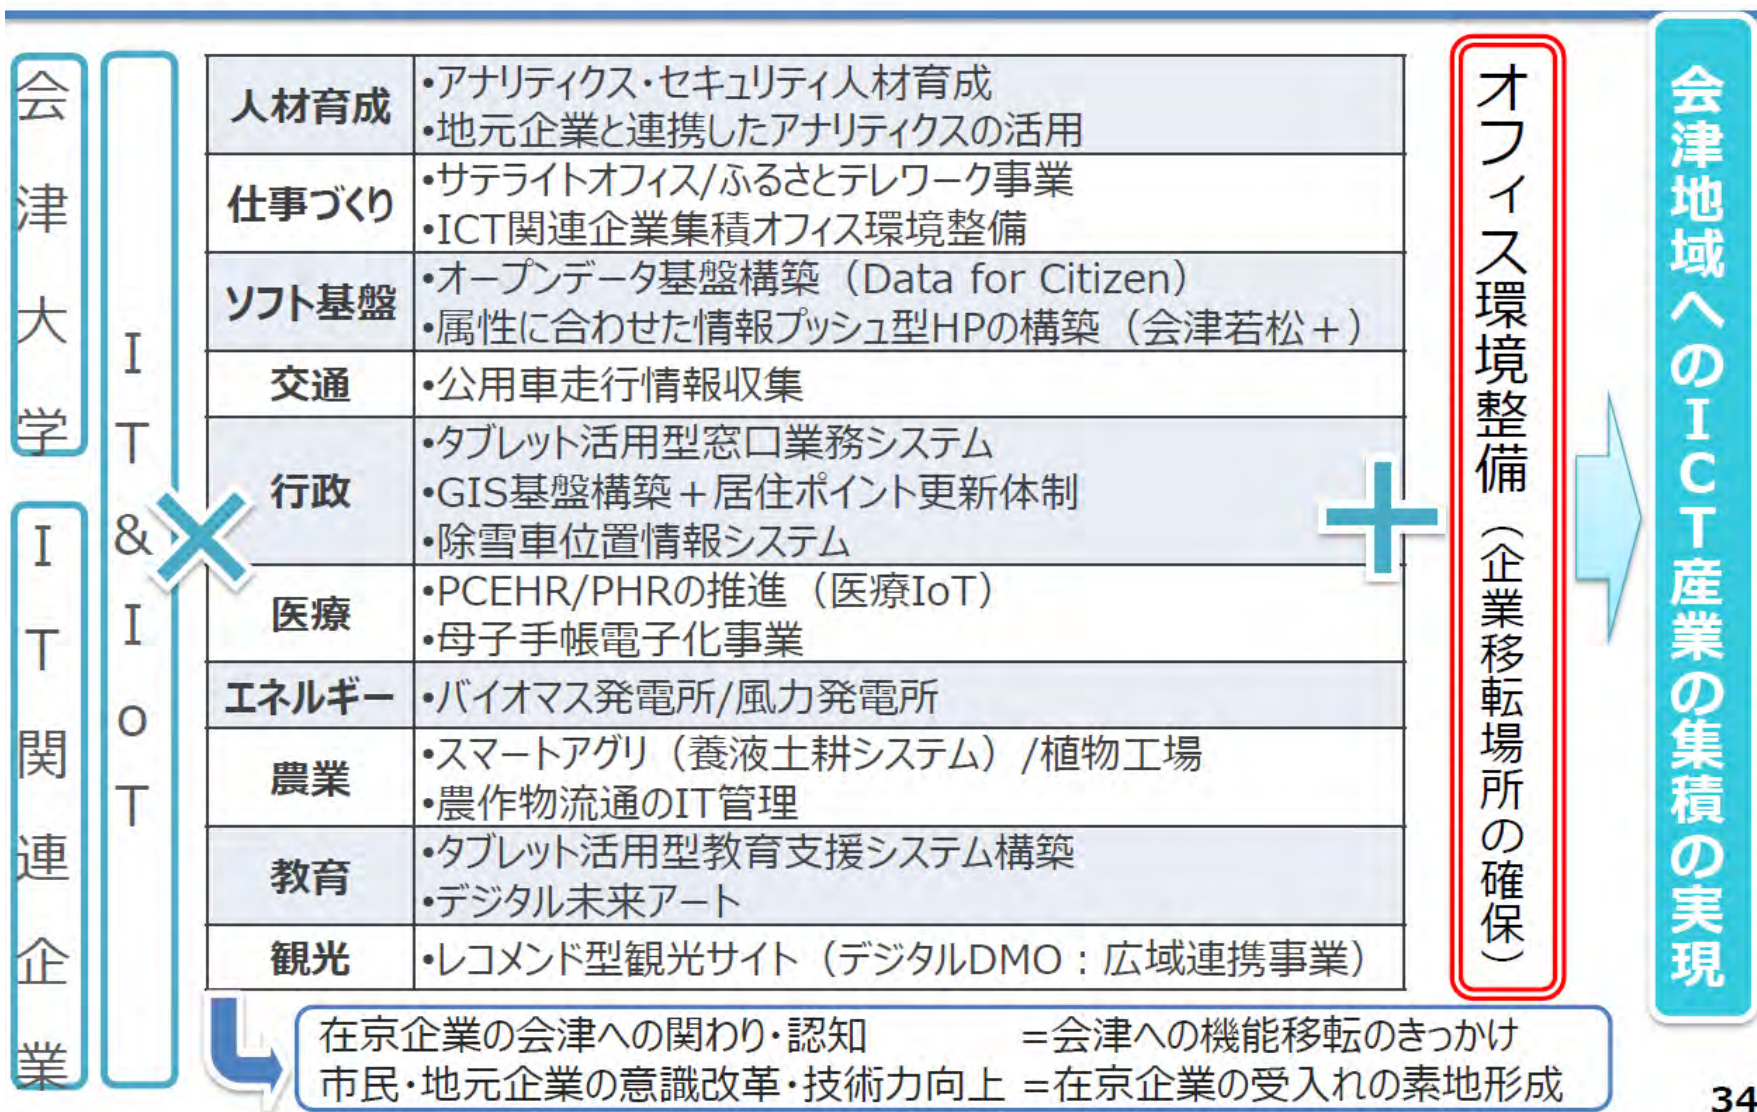 会津大学
IT関連企業
IT&IoT
×
人材育成
•アナリティクス・セキュリティ人材育成
•地元企業と連携したアナリティクスの活用
仕事づくり
•サテライトオフィス/ふるさとテレワーク事業
•ICT関連企業集積オフィス環境整備
ソフト基盤
•オープンデータ基盤構築（Data for Citizen）
•属性に合わせた情報プッシュ型HPの構築（会津若松＋）
交通
•公用車走行情報収集
行政
•タブレット活用型窓口業務システム
•GIS基盤構築＋居住ポイント更新体制
•除雪車位置情報システム
医療
•PCEHR/PHRの推進（医療IoT）
•母子手帳電子化事業
エネルギー
•バイオマス発電所/風力発電所
農業
•スマートアグリ（養液土耕システム）/植物工場
•農作物流通のIT管理
教育
•タブレット活用型教育支援システム構築
•デジタル未来アート
観光
•レコメンド型観光サイト（デジタルDMO：広域連携事業）
＋
オフィス環境整備（企業移転場所の確保）
会津地域へのICT産業の集積の実現
在京企業の会津への関わり・認知　　　　　=会津への機能移転のきっかけ
市民・地元企業の意識改革・技術力向上 =在京企業の受入れの素地形成
34